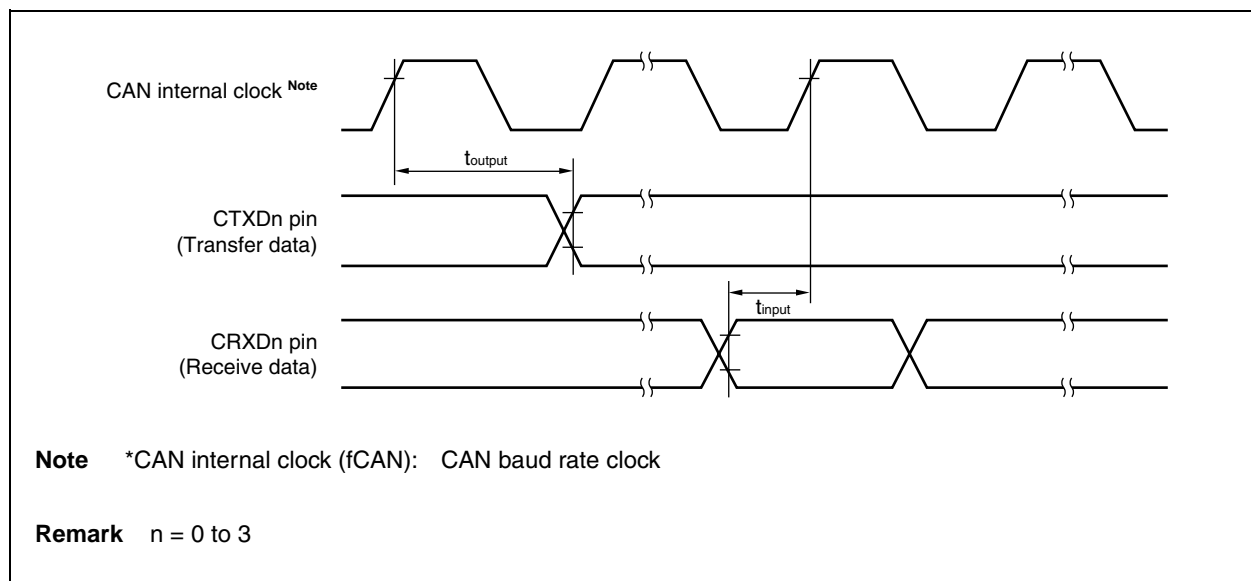 CAN internal clock Note
toutput
CTXDn pin
(Transfer data)
tinput
CRXDn pin
(Receive data)
Note *CAN internal clock (fCAN): CAN baud rate clock
Remark n = 0 to 3